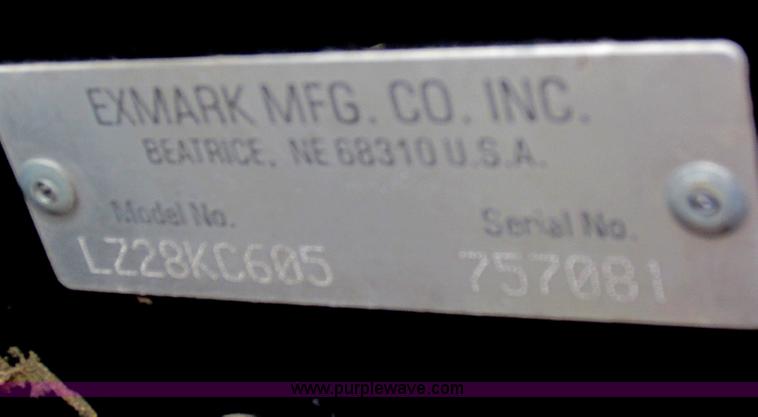 EXMARK MFG. CO. INC.
BEATRICE, NE 68310 U.S.A.
Model No. Serial No.
LZ28KC605 757081
www.purplewave.com